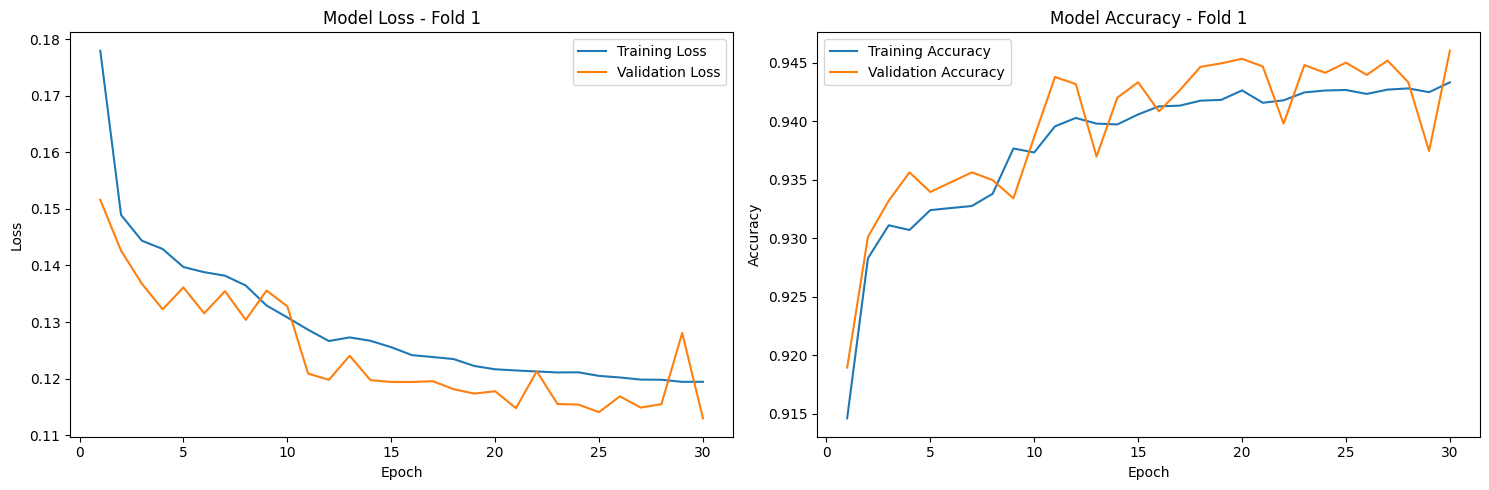 Model Loss - Fold 1
0.18
0.17
0.16
0.15
0.14
0.13
0.12
0.11
Loss
Training Loss
Validation Loss
0
5
10
15
20
25
30
Epoch
Model Accuracy - Fold 1
0.945
0.940
0.935
0.930
0.925
0.920
0.915
Accuracy
Training Accuracy
Validation Accuracy
0
5
10
15
20
25
30
Epoch